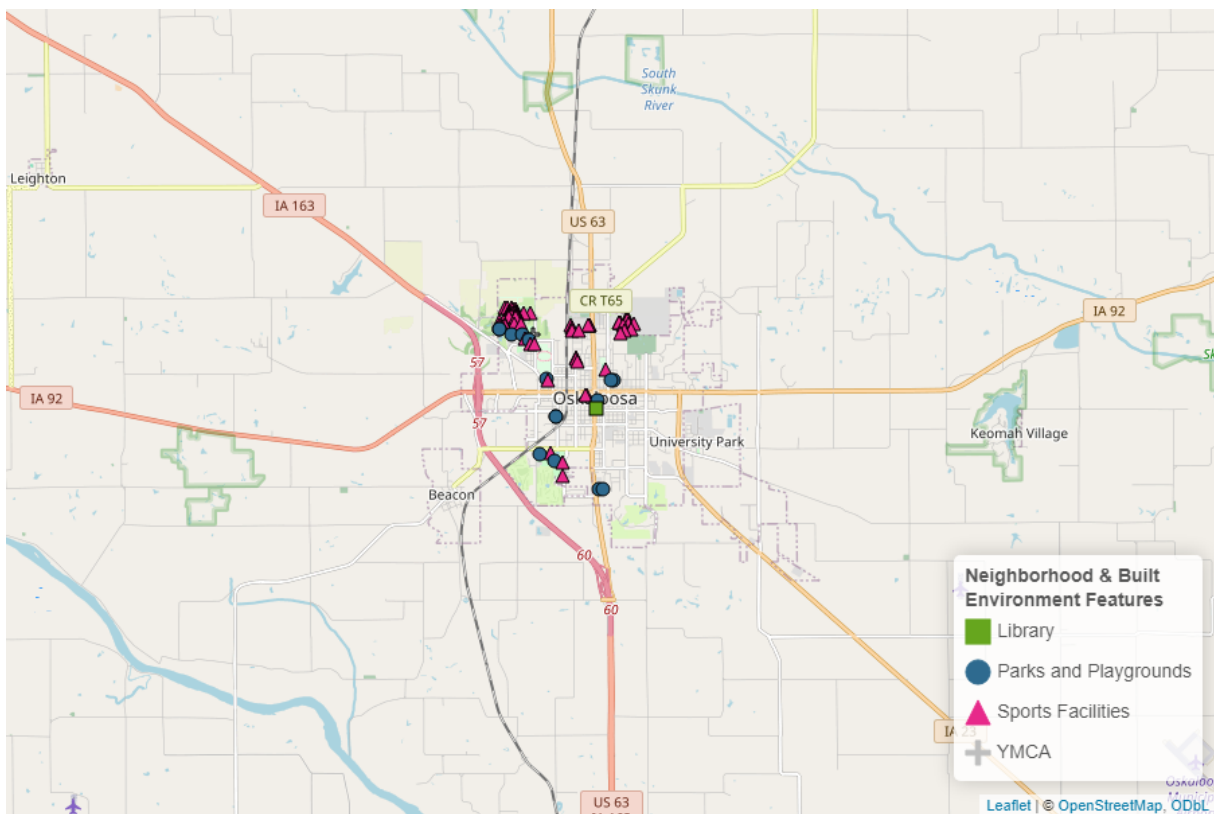 South
Skunk
River
Leighton
IA 163
US 63
CR T65
IA 92
57
IA 92
Oskaloosa
57
University Park
Keomah Village
Beacon
60
60
Neighborhood & Built
Environment Features
Library
Parks and Playgrounds
Sports Facilities
YMCA
IA 23
US 63
Leaflet | © OpenStreetMap, ODbL